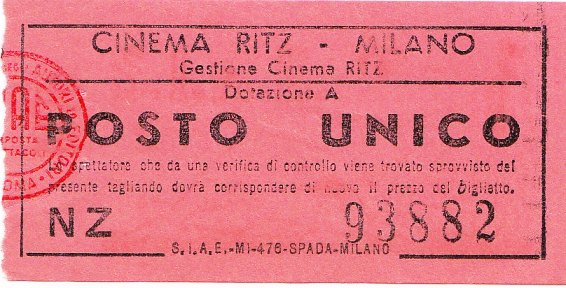 CINEMA RITZ - MILANO
Gestione Cinema RITZ
Dotazione A
POSTO UNICO
spettatore che da una verifica di controllo viene trovato sprovvisto del
presente tagliando dovrà corrispondere di nuovo il prezzo del biglietto.
NZ 93882
S.I.A.E.-MI-476-SPADA-MILANO